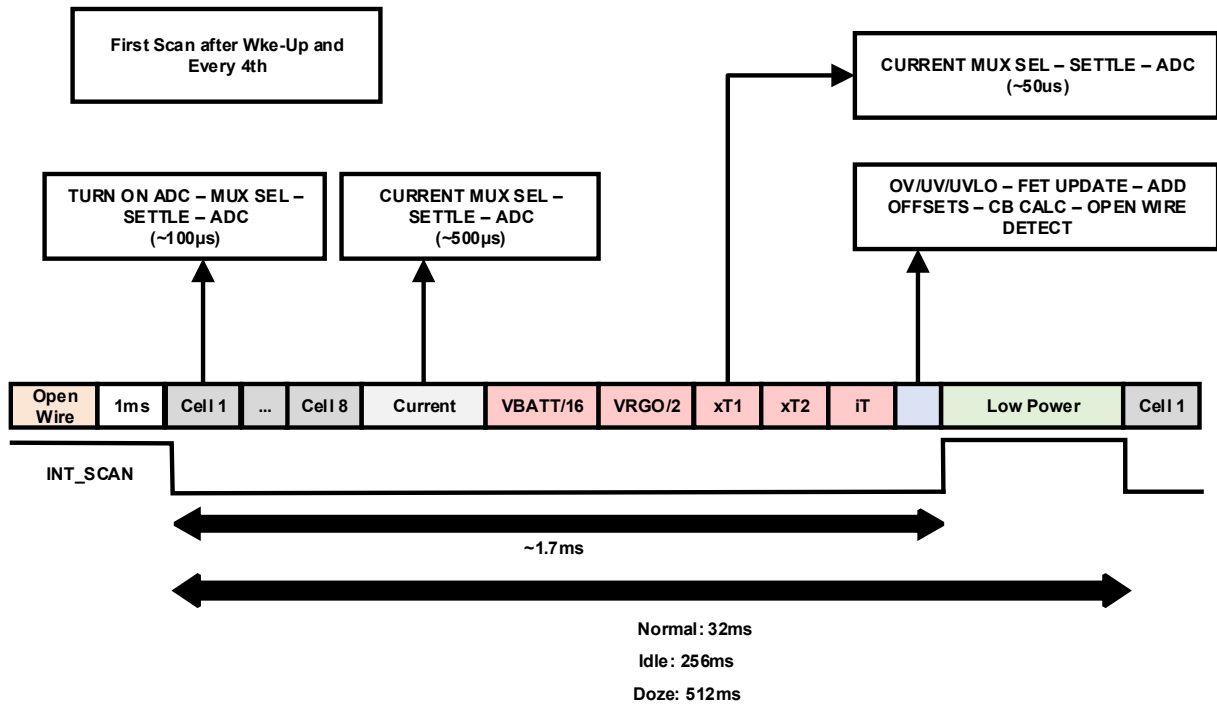 First Scan after Wke-Up and
Every 4th
CURRENT MUX SEL – SETTLE – ADC
(~50us)
TURN ON ADC – MUX SEL –
SETTLE – ADC
(~100µs)
CURRENT MUX SEL –
SETTLE – ADC
(~500µs)
OV/UV/UVLO – FET UPDATE – ADD
OFFSETS – CB CALC – OPEN WIRE
DETECT
Open
Wire
1ms
Cell 1
...
Cell 8
Current
VBATT/16
VRGO/2
xT1
xT2
iT
Low Power
Cell 1
INT_SCAN
~1.7ms
Normal: 32ms
Idle: 256ms
Doze: 512ms